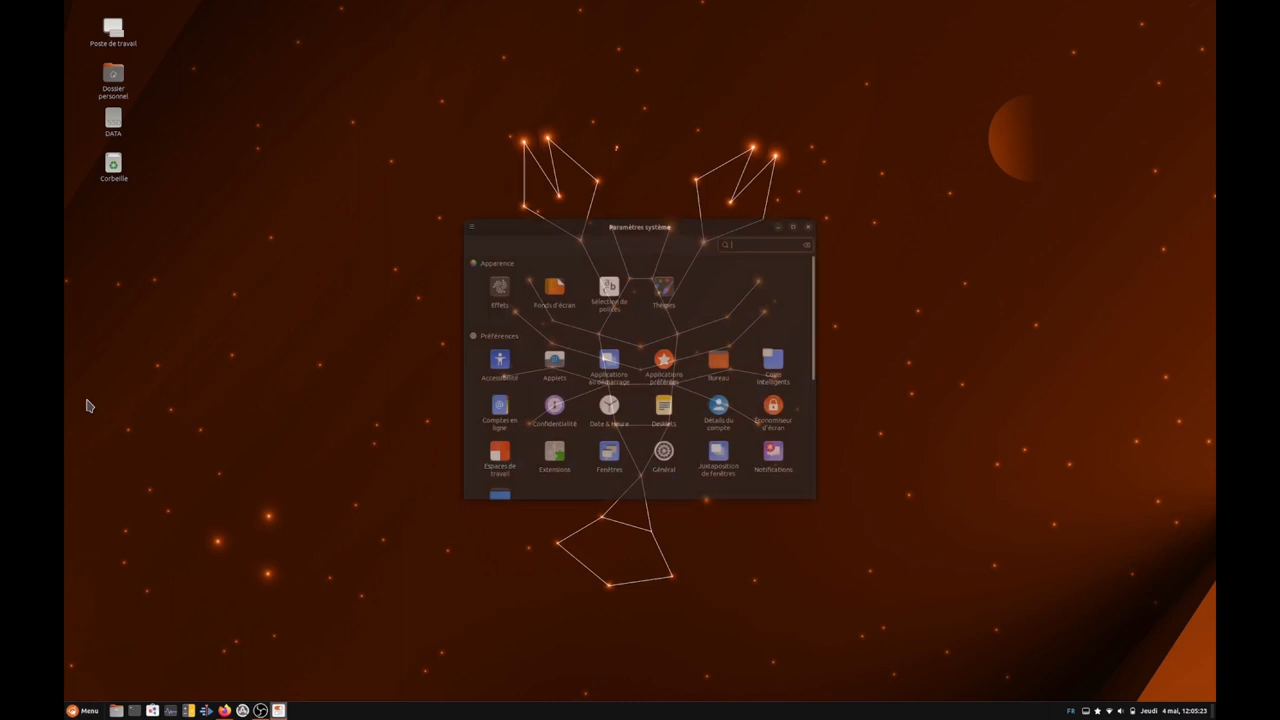 Poste de travail
Dossier
personnel
DATA
Corbeille
Paramètres système
Apparence
Effets
Fonds d'écran
Sélection de
polices
Thèmes
Préférences
Accessibilité
Applets
Applications
au démarrage
Applications
préférées
Bureau
Coins
intelligents
Comptes en
ligne
Confidentialité
Date & heure
Desklets
Détails du
compte
Économiseur
d'écran
Espaces de
travail
Extensions
Fenêtres
Général
Juxtaposition
de fenêtres
Notifications
Menu
FR
Jeudi 4 mai, 12:05:23